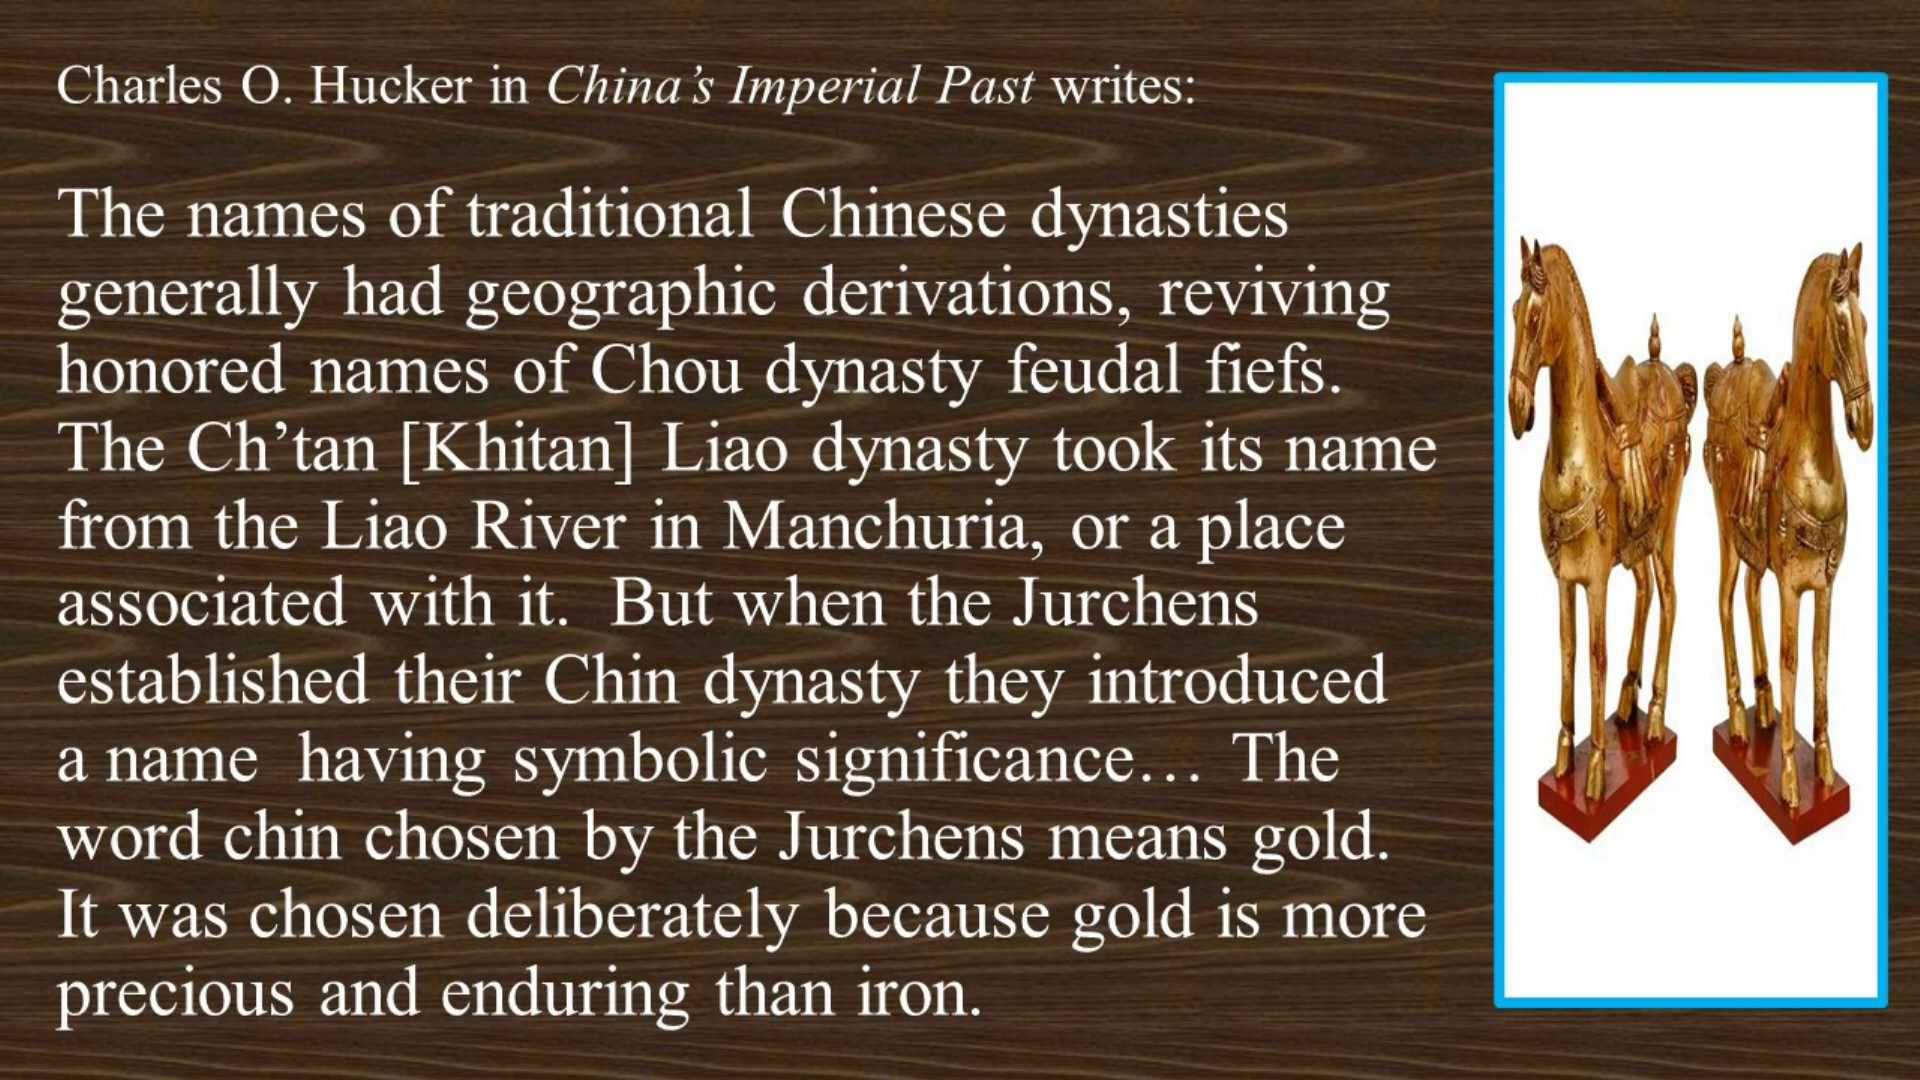 Charles O. Hucker in China’s Imperial Past writes:
The names of traditional Chinese dynasties
generally had geographic derivations, reviving
honored names of Chou dynasty feudal fiefs.
The Ch’tan [Khitan] Liao dynasty took its name
from the Liao River in Manchuria, or a place
associated with it.  But when the Jurchens
established their Chin dynasty they introduced
a name  having symbolic significance… The
word chin chosen by the Jurchens means gold.
It was chosen deliberately because gold is more
precious and enduring than iron.